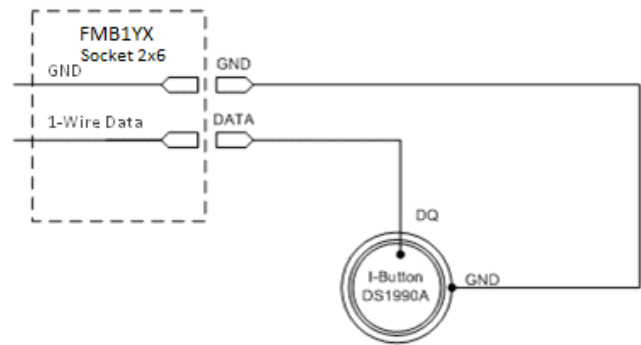 FMB1YX
Socket 2x6
GND
GND
1-Wire Data
DATA
DQ
I-Button
DS1990A
GND